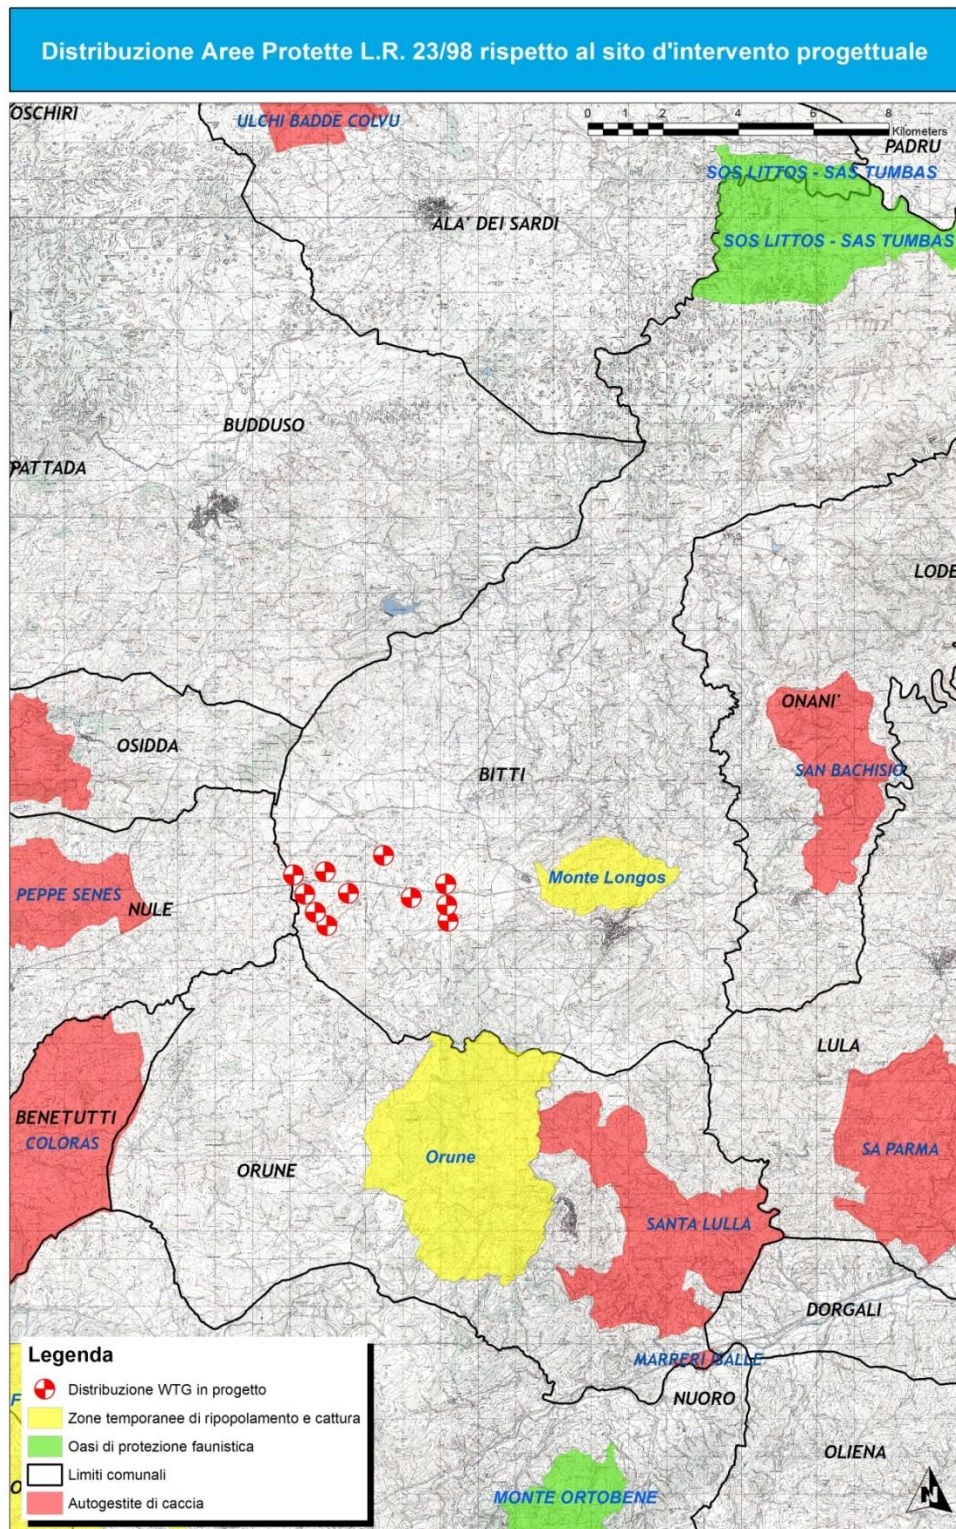 Distribuzione Aree Protette L.R. 23/98 rispetto al sito d'intervento progettuale
OSCHIRI
ULCHI BADDE COLVU
0 1 2 4 6 8
Kilometers
PADRU
SOS LITTOS - SAS TUMBAS
ALA' DEI SARDI
SOS LITTOS - SAS TUMBAS
BUDDUSO
PATTADA
LODE
ONANI'
OSIDDA
BITTI
SAN BACHISIO
Monte Longos
PEPPE SENES
NULE
LULA
BENETUTTI
COLORAS
ORUNE
Orune
SA PARMA
SANTA LULLA
DORGALI
MARRERI ISALLE
NUORO
OLIENA
MONTE ORTOBENE
N
Legenda
Distribuzione WTG in progetto
Zone temporanee di ripopolamento e cattura
Oasi di protezione faunistica
Limiti comunali
Autogestite di caccia
F
O